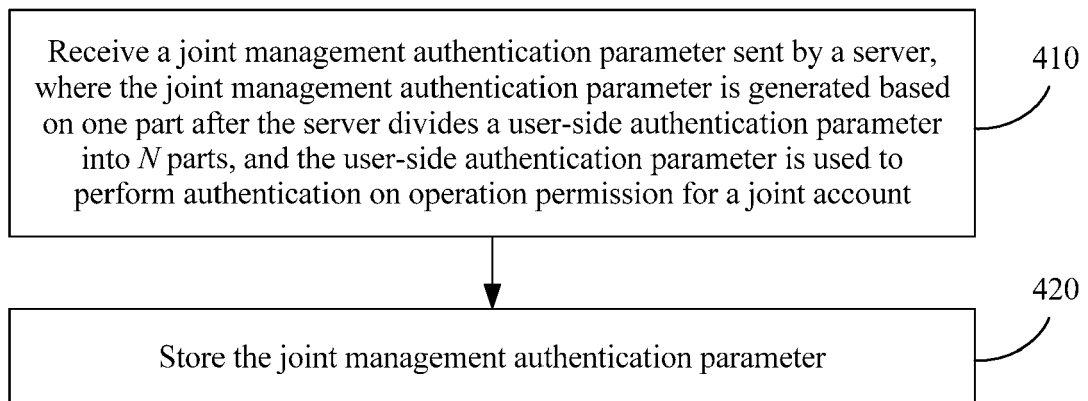 Receive a joint management authentication parameter sent by a server,
where the joint management authentication parameter is generated based
on one part after the server divides a user-side authentication parameter
into N parts, and the user-side authentication parameter is used to
perform authentication on operation permission for a joint account
410
Store the joint management authentication parameter
420